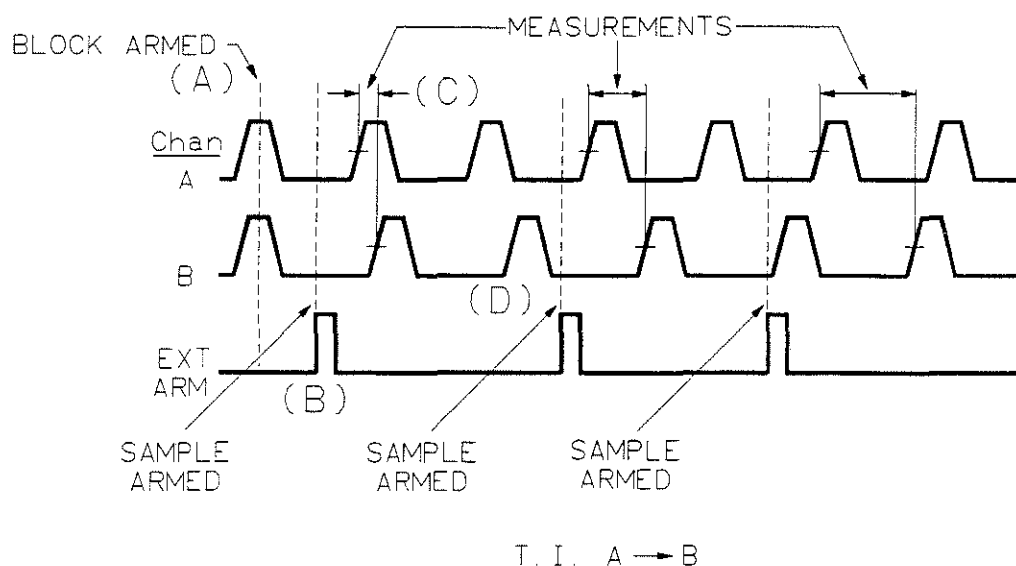 BLOCK ARMED
(A)
MEASUREMENTS
(C)
Chan
A
B
(D)
EXT
ARM
(B)
SAMPLE
ARMED
SAMPLE
ARMED
SAMPLE
ARMED
T. I. A → B